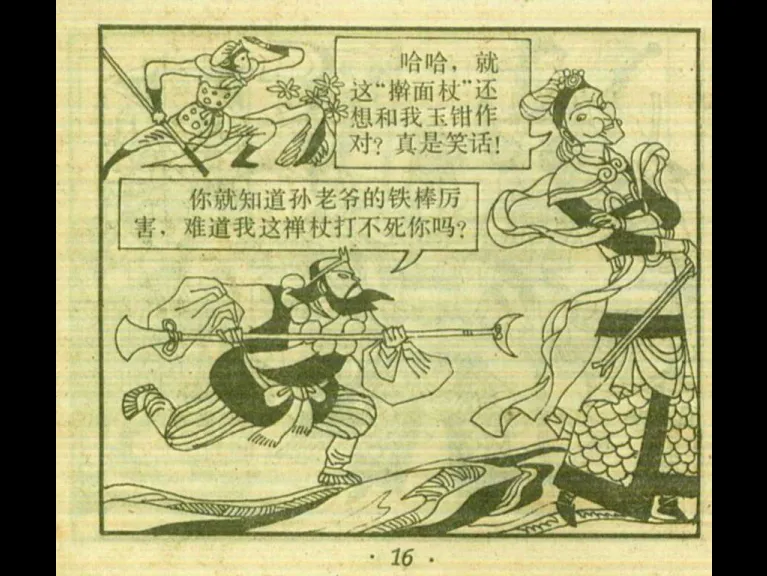 哈哈，就
这“擀面杖”还
想和我玉钳作
对？真是笑话！
你就知道孙老爷的铁棒厉
害，难道我这禅杖打不死你吗？
· 16 ·